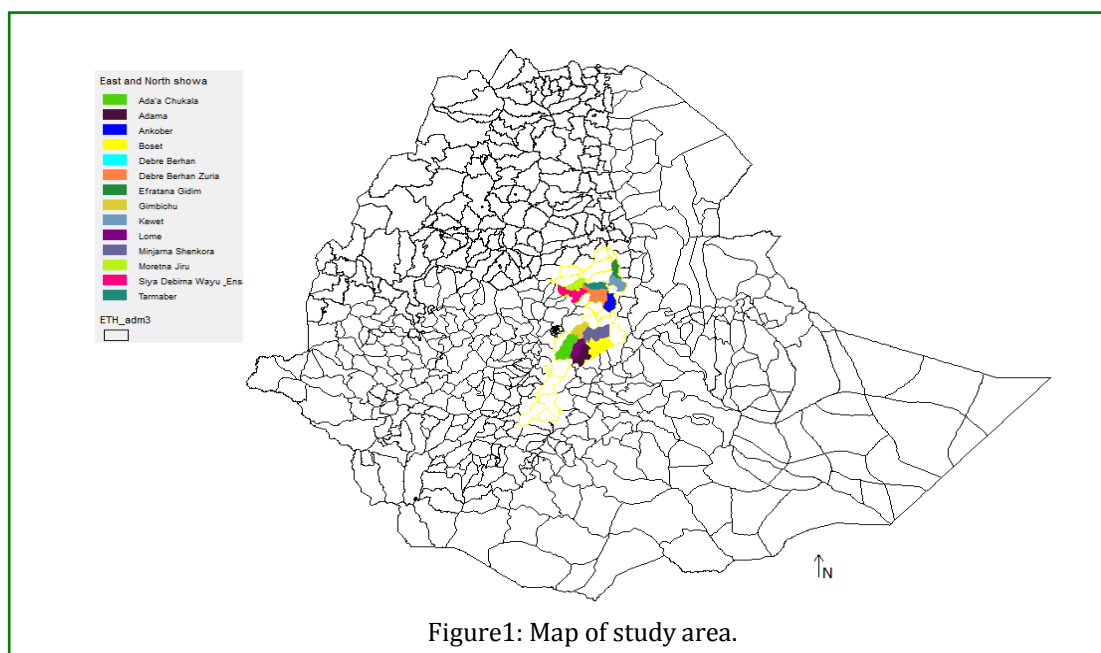 East and North showa
Ada'a Chukala
Adama
Ankober
Boset
Debre Berhan
Debre Berhan Zuria
Efratana Gidim
Gimbichu
Kewet
Lome
Minjarna Shenkora
Moretna Jiru
Siya Debirna Wayu _Ens
Tarmaber
ETH_adm3
N
Figure1: Map of study area.